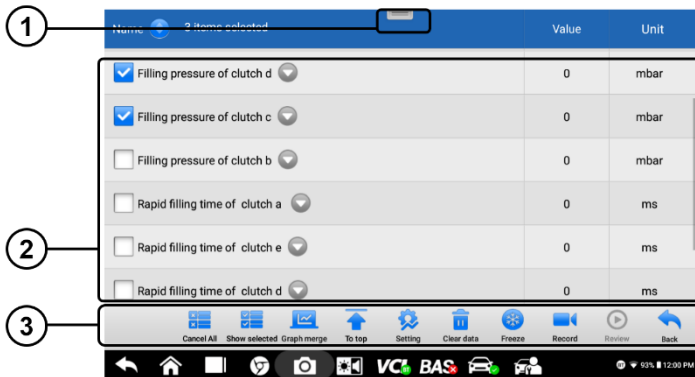 1
Name 3 items selected Value Unit
Filling pressure of clutch d 0 mbar
Filling pressure of clutch c 0 mbar
Filling pressure of clutch b 0 mbar
Rapid filling time of clutch a 0 ms
2
Rapid filling time of clutch e 0 ms
Rapid filling time of clutch d 0 ms
3
Cancel All Show selected Graph merge To top Setting Clear data Freeze Record Review Back
VCI BAS 93% 12:00 PM